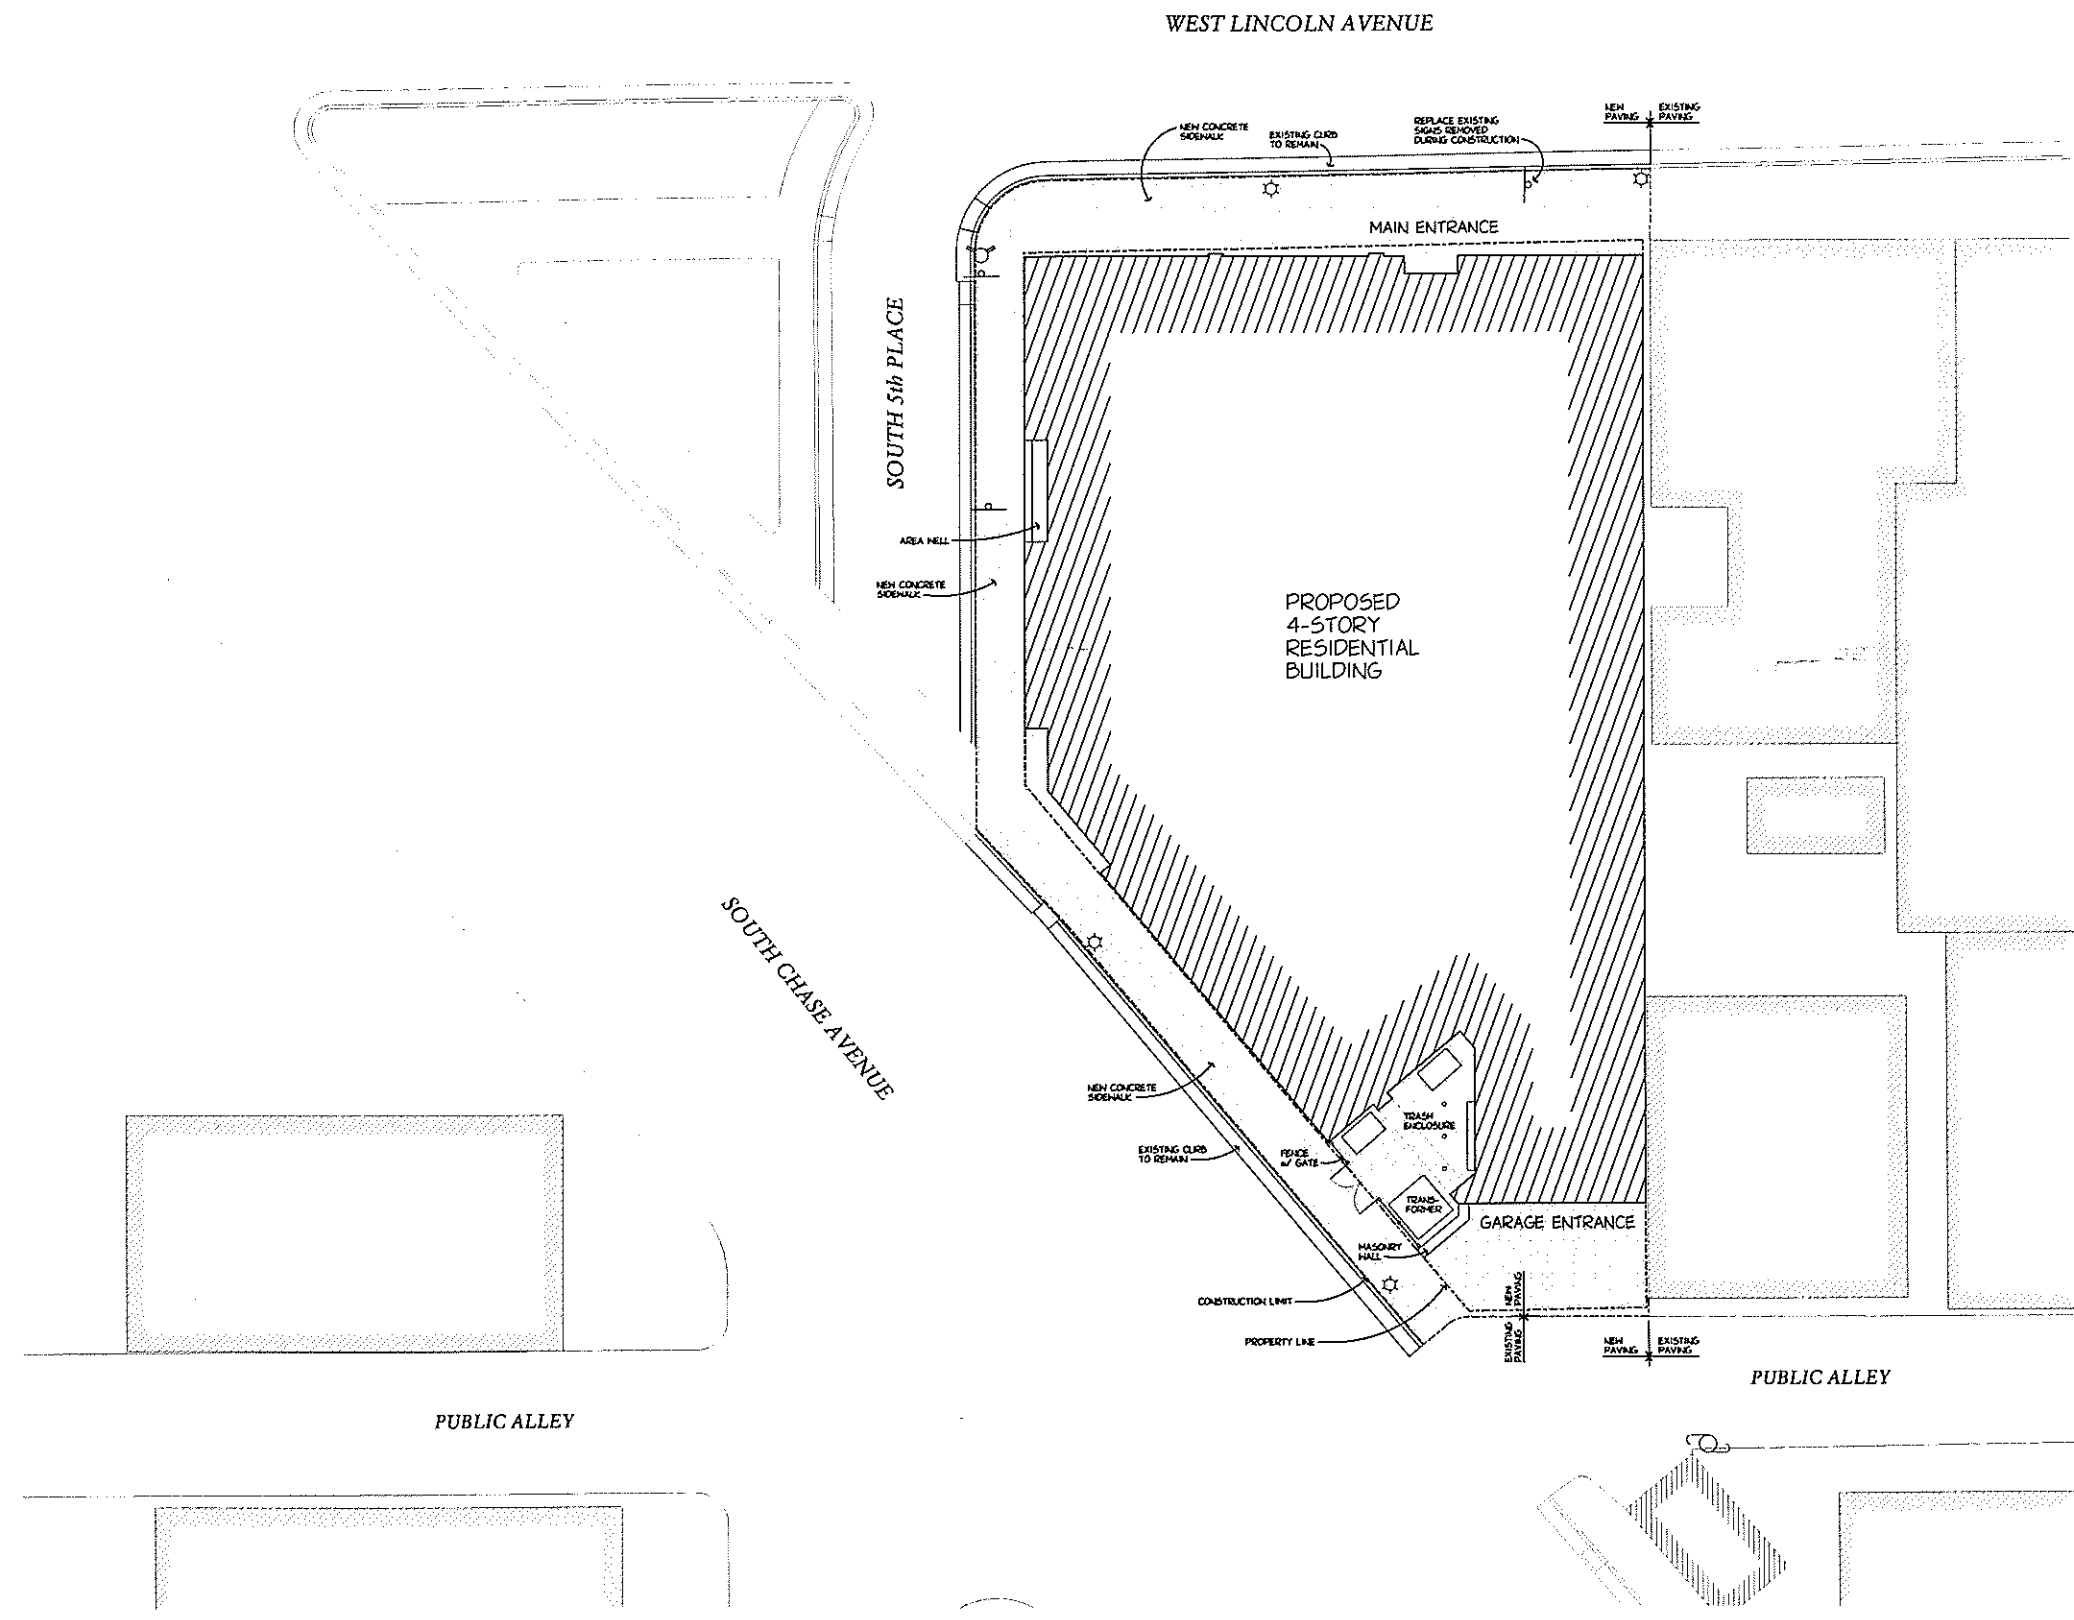 WEST LINCOLN AVENUE
NEW
PAVING
EXISTING
PAVING
NEW CONCRETE
SIDEWALK
EXISTING CURB
TO REMAIN
REPLACE EXISTING
SIGNS REMOVED
DURING CONSTRUCTION
MAIN ENTRANCE
SOUTH 5th PLACE
AREA WELL
NEW CONCRETE
SIDEWALK
PROPOSED
4-STORY
RESIDENTIAL
BUILDING
SOUTH CHASE AVENUE
NEW CONCRETE
SIDEWALK
EXISTING CURB
TO REMAIN
TRASH
ENCLOSURE
FENCE
w/ GATE
TRANS-
FORMER
GARAGE ENTRANCE
MASONRY
WALL
CONSTRUCTION LIMIT
PROPERTY LINE
NEW
PAVING
EXISTING
PAVING
NEW
PAVING
EXISTING
PAVING
PUBLIC ALLEY
PUBLIC ALLEY